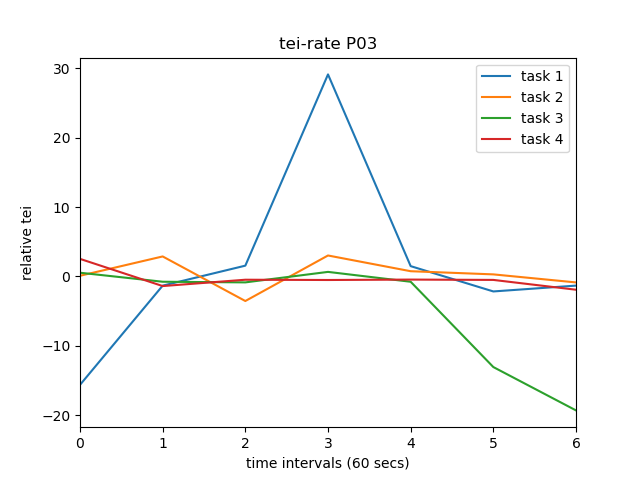 tei-rate P03
30
20
10
0
−10
−20
relative tei
0 1 2 3 4 5 6
time intervals (60 secs)
task 1
task 2
task 3
task 4